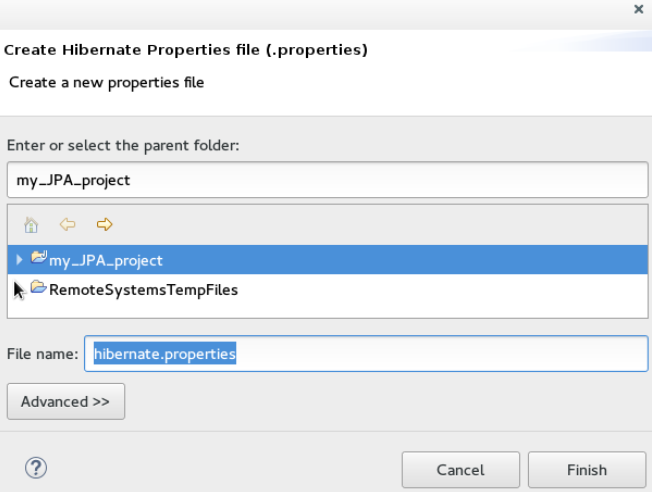 Create Hibernate Properties file (.properties)
Create a new properties file
Enter or select the parent folder:
my_JPA_project
my_JPA_project
RemoteSystemsTempFiles
File name: hibernate.properties
Advanced >>
Cancel Finish